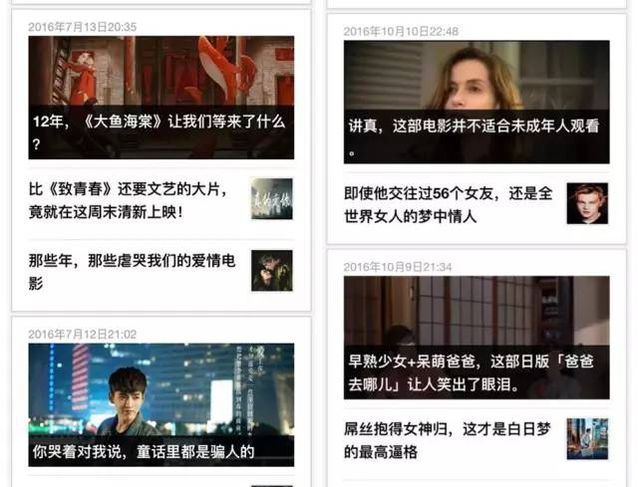 2016年7月13日20:35
12年，《大鱼海棠》让我们等来了什么
？
比《致青春》还要文艺的大片，
竟就在这周末清新上映！
那些年，那些虐哭我们的爱情电
影
2016年7月12日21:02
你哭着对我说，童话里都是骗人的
2016年10月10日22:48
讲真，这部电影并不适合未成年人观看
。
即使他交往过56个女友，还是全
世界女人的梦中情人
2016年10月9日21:34
早熟少女+呆萌爸爸，这部日版「爸爸
去哪儿」让人笑出了眼泪。
屌丝抱得女神归，这才是白日梦
的最高逼格